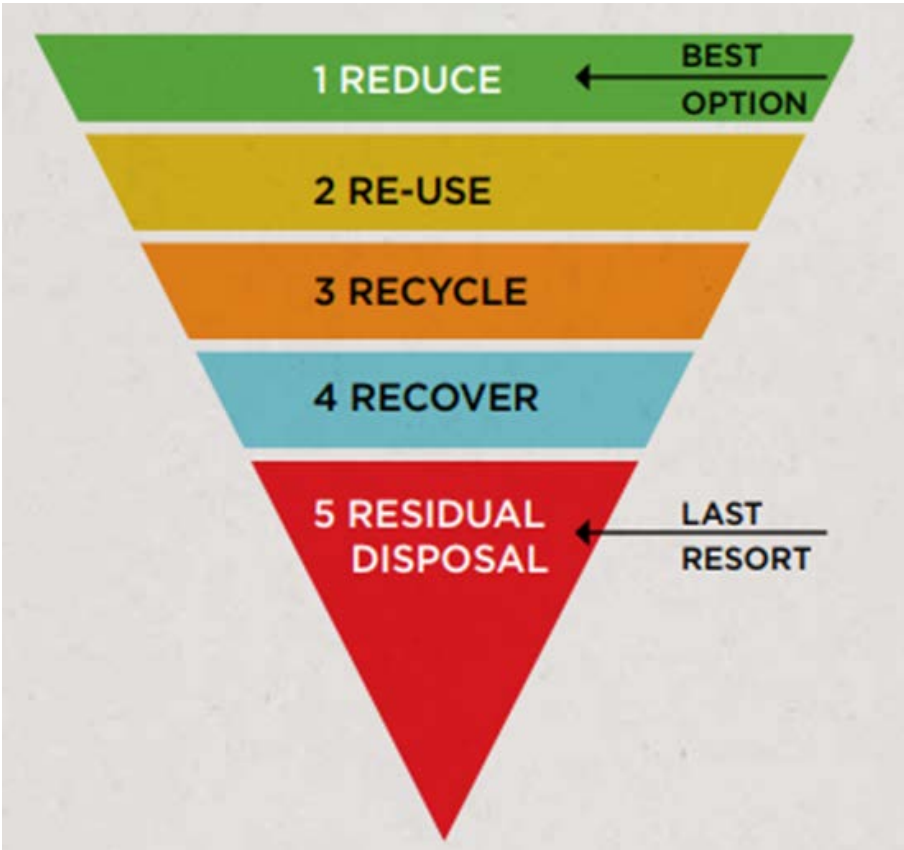 1 REDUCE
BEST
OPTION
2 RE-USE
3 RECYCLE
4 RECOVER
5 RESIDUAL
DISPOSAL
LAST
RESORT